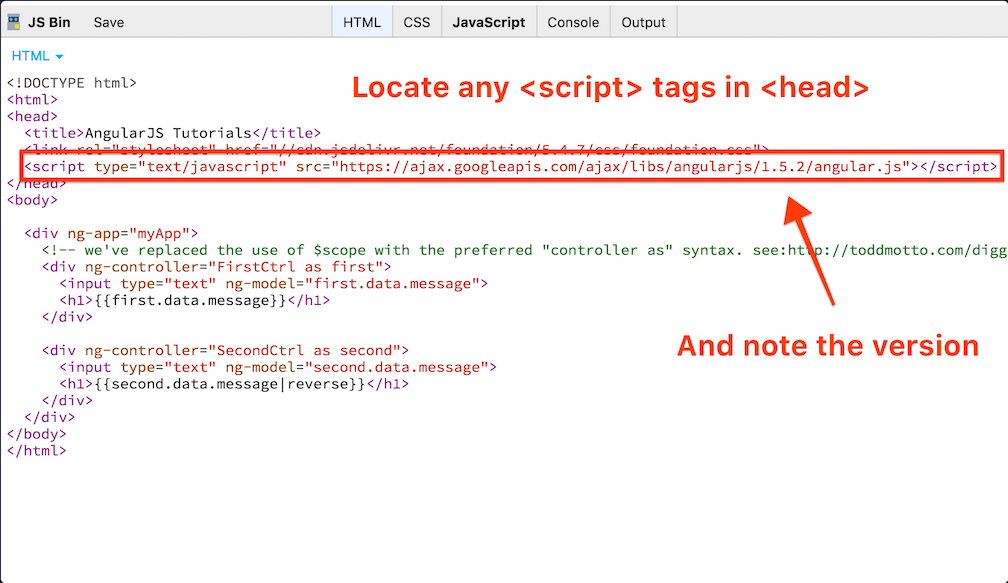 JS Bin Save HTML CSS JavaScript Console Output
HTML
Locate any <script> tags in <head>
<!DOCTYPE html>
<html>
<head>
<title>AngularJS Tutorials</title>
<link rel="stylesheet" href="//cdn.jsdelivr.net/foundation/5.4.7/css/foundation.css">
<script type="text/javascript" src="https://ajax.googleapis.com/ajax/libs/angularjs/1.5.2/angular.js"></script>
</head>
<body>
<div ng-app="myApp">
<!-- we've replaced the use of $scope with the preferred "controller as" syntax. see:http://toddmotto.com/digg
<div ng-controller="FirstCtrl as first">
<input type="text" ng-model="first.data.message">
<h1>{{first.data.message}}</h1>
</div>
And note the version
<div ng-controller="SecondCtrl as second">
<input type="text" ng-model="second.data.message">
<h1>{{second.data.message|reverse}}</h1>
</div>
</div>
</body>
</html>